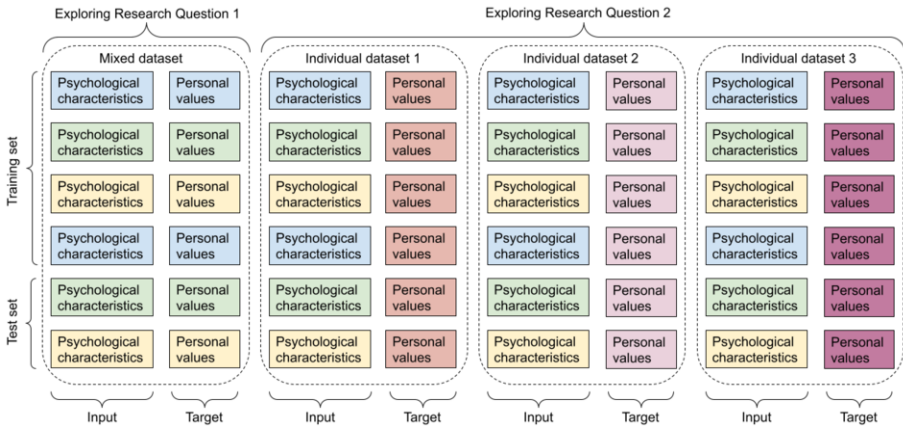 Exploring Research Question 1
Exploring Research Question 2
Mixed dataset
Individual dataset 1
Individual dataset 2
Individual dataset 3
Training set
Test set
Psychological Personal Psychological Personal Psychological Personal Psychological Personal
characteristics values characteristics values characteristics values characteristics values
Psychological Personal Psychological Personal Psychological Personal Psychological Personal
characteristics values characteristics values characteristics values characteristics values
Psychological Personal Psychological Personal Psychological Personal Psychological Personal
characteristics values characteristics values characteristics values characteristics values
Psychological Personal Psychological Personal Psychological Personal Psychological Personal
characteristics values characteristics values characteristics values characteristics values
Psychological Personal Psychological Personal Psychological Personal Psychological Personal
characteristics values characteristics values characteristics values characteristics values
Psychological Personal Psychological Personal Psychological Personal Psychological Personal
characteristics values characteristics values characteristics values characteristics values
Input Target Input Target Input Target Input Target